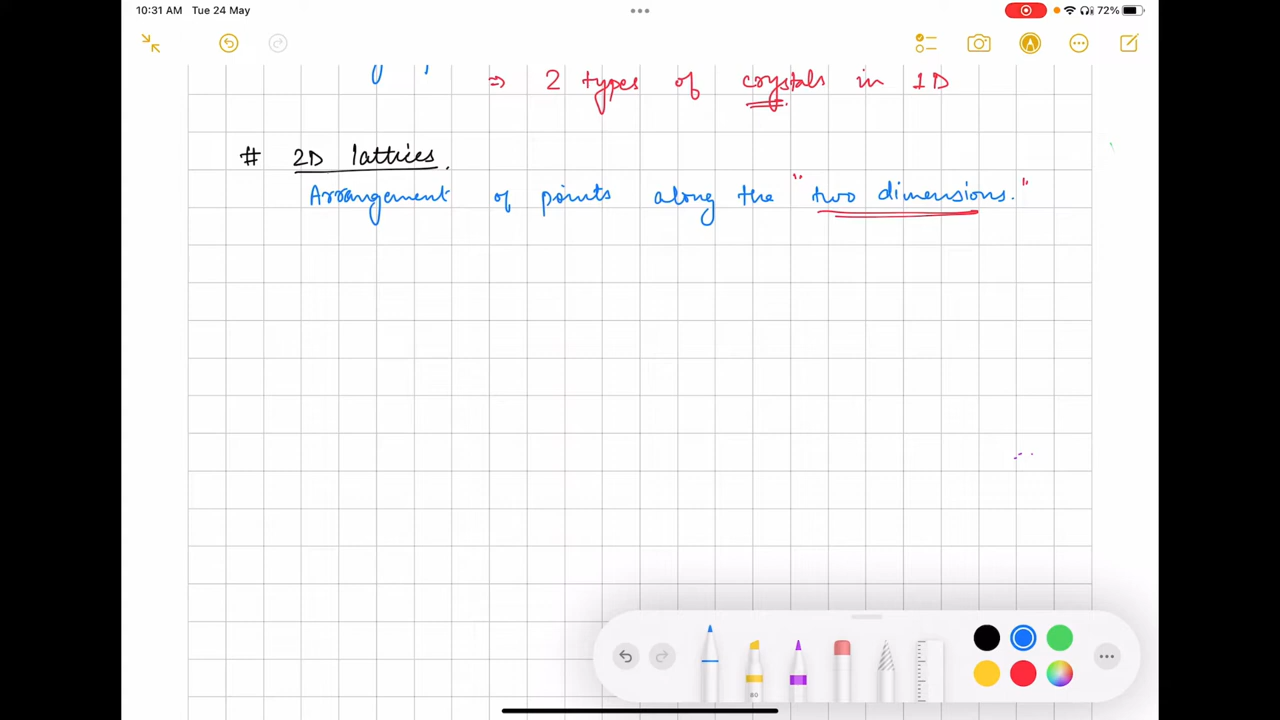 10:31 AM Tue 24 May
72%
⇒ 2 types of crystals in 1D
# 2D lattices.
Arrangement of points along the "two dimensions."
80